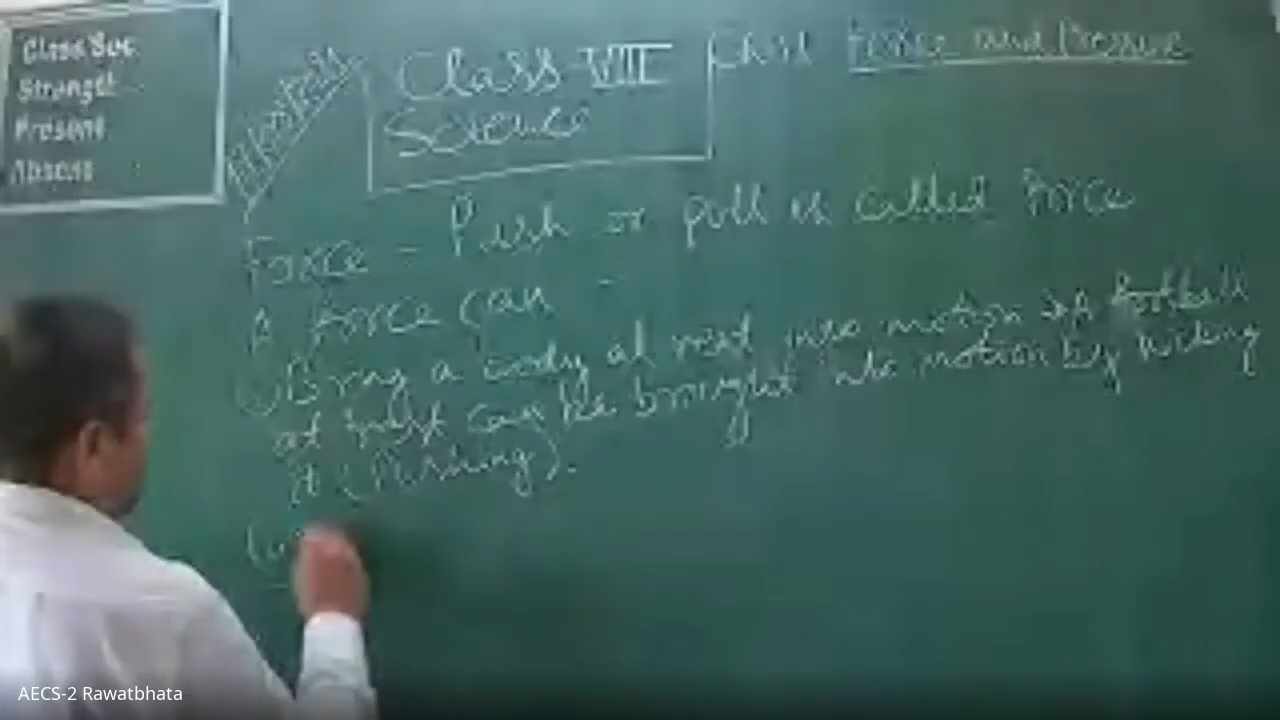 Class Sec
Strength
Present
Absent
Class-VIII
Science
Force and Pressure
Force - Push or pull is called force
A force can -
Bring a body at rest into motion football
at rest can be brought into motion by kicking
it (Pushing).
AECS-2 Rawatbhata